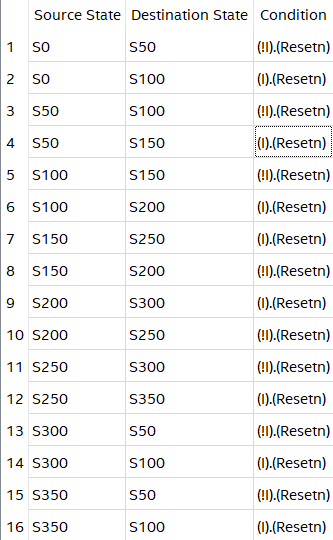 Source State Destination State Condition
1 S0 S50 (!I).(Resetn)
2 S0 S100 (I).(Resetn)
3 S50 S100 (!I).(Resetn)
4 S50 S150 (I).(Resetn)
5 S100 S150 (!I).(Resetn)
6 S100 S200 (I).(Resetn)
7 S150 S250 (I).(Resetn)
8 S150 S200 (!I).(Resetn)
9 S200 S300 (I).(Resetn)
10 S200 S250 (!I).(Resetn)
11 S250 S300 (!I).(Resetn)
12 S250 S350 (I).(Resetn)
13 S300 S50 (!I).(Resetn)
14 S300 S100 (I).(Resetn)
15 S350 S50 (!I).(Resetn)
16 S350 S100 (I).(Resetn)